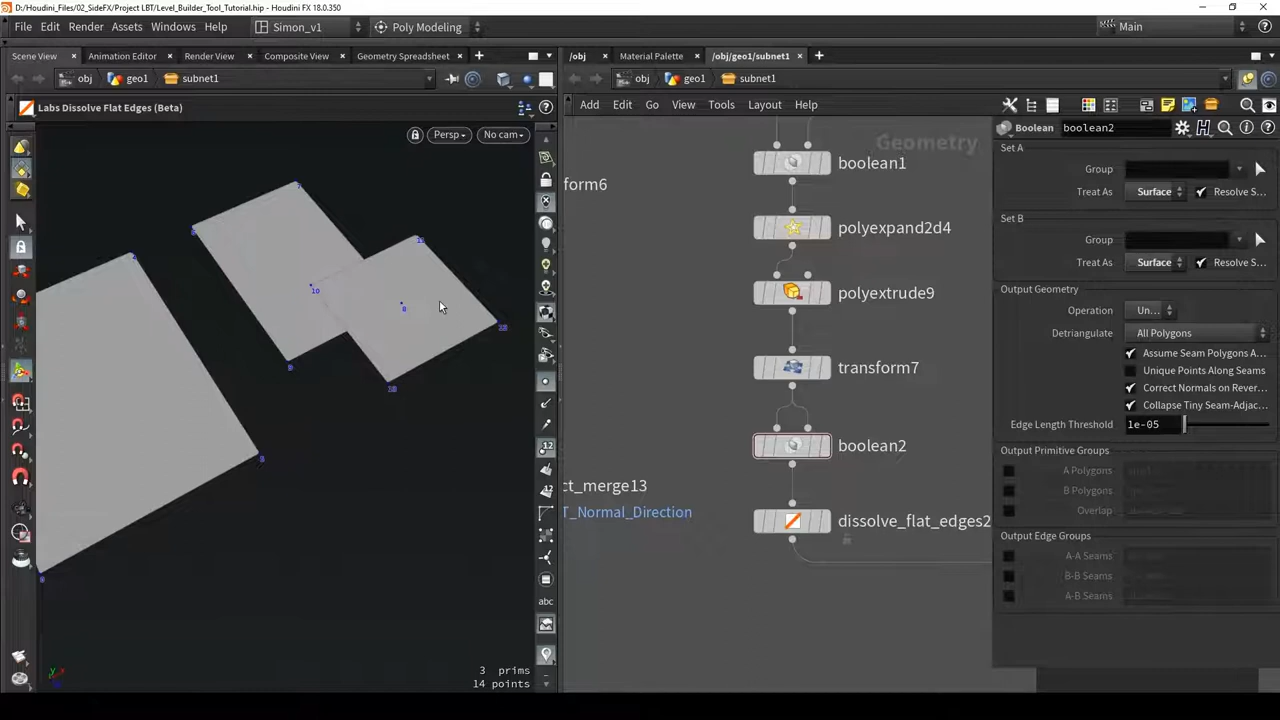 D:/Houdini_Files/02_SideFX/Project LBT/Level_Builder_Tool_Tutorial.hip - Houdini FX 18.0.350
File Edit Render Assets Windows Help Simon_v1 Poly Modeling Main
Scene View Animation Editor Render View Composite View Geometry Spreadsheet
/obj Material Palette /obj/geo1/subnet1
obj geo1 subnet1
obj geo1 subnet1
Labs Dissolve Flat Edges (Beta)
Add Edit Go View Tools Layout Help
Persp No cam
Geometry
Boolean boolean2
Set A
Group
Treat As Surface Resolve S...
Set B
Group
Treat As Surface Resolve S...
Output Geometry
Operation Un...
Detriangulate All Polygons
Assume Seam Polygons A...
Unique Points Along Seams
Correct Normals on Rever...
Collapse Tiny Seam-Adjac...
Edge Length Threshold 1e-05
Output Primitive Groups
A Polygons
B Polygons
Overlap
Output Edge Groups
A-A Seams
B-B Seams
A-B Seams
boolean1
form6
polyexpand2d4
polyextrude9
transform7
boolean2
ct_merge13
T_Normal_Direction
dissolve_flat_edges2
10
8
9
12
12
abc
3 prims
14 points